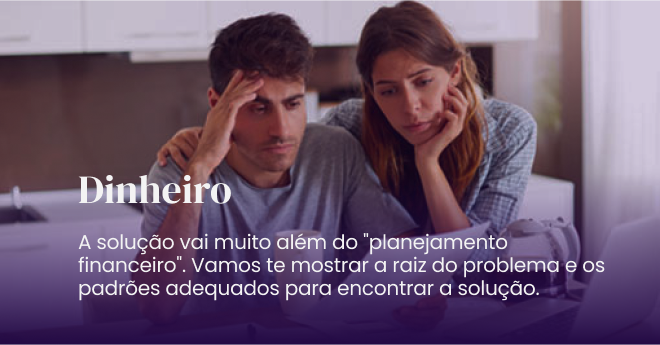 Dinheiro
A solução vai muito além do "planejamento
financeiro". Vamos te mostrar a raiz do problema e os
padrões adequados para encontrar a solução.